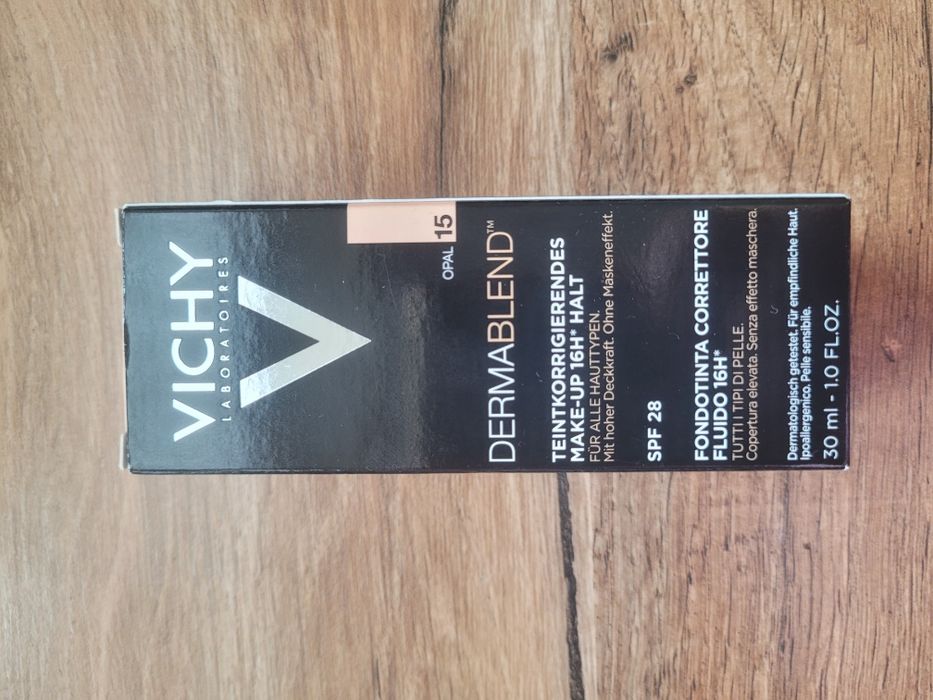 VICHY
LABORATOIRES
V
OPAL 15
DERMABLEND™
TEINTKORRIGIERENDES
MAKE-UP 16H* HALT
FÜR ALLE HAUTTYPEN.
Mit hoher Deckkraft. Ohne Maskeneffekt.
SPF 28
FONDOTINTA CORRETTORE
FLUIDO 16H*
TUTTI I TIPI DI PELLE.
Copertura elevata. Senza effetto maschera.
Dermatologisch getestet. Für empfindliche Haut.
Ipoallergenico. Pelle sensibile.
30 ml - 1.0 FL.OZ.